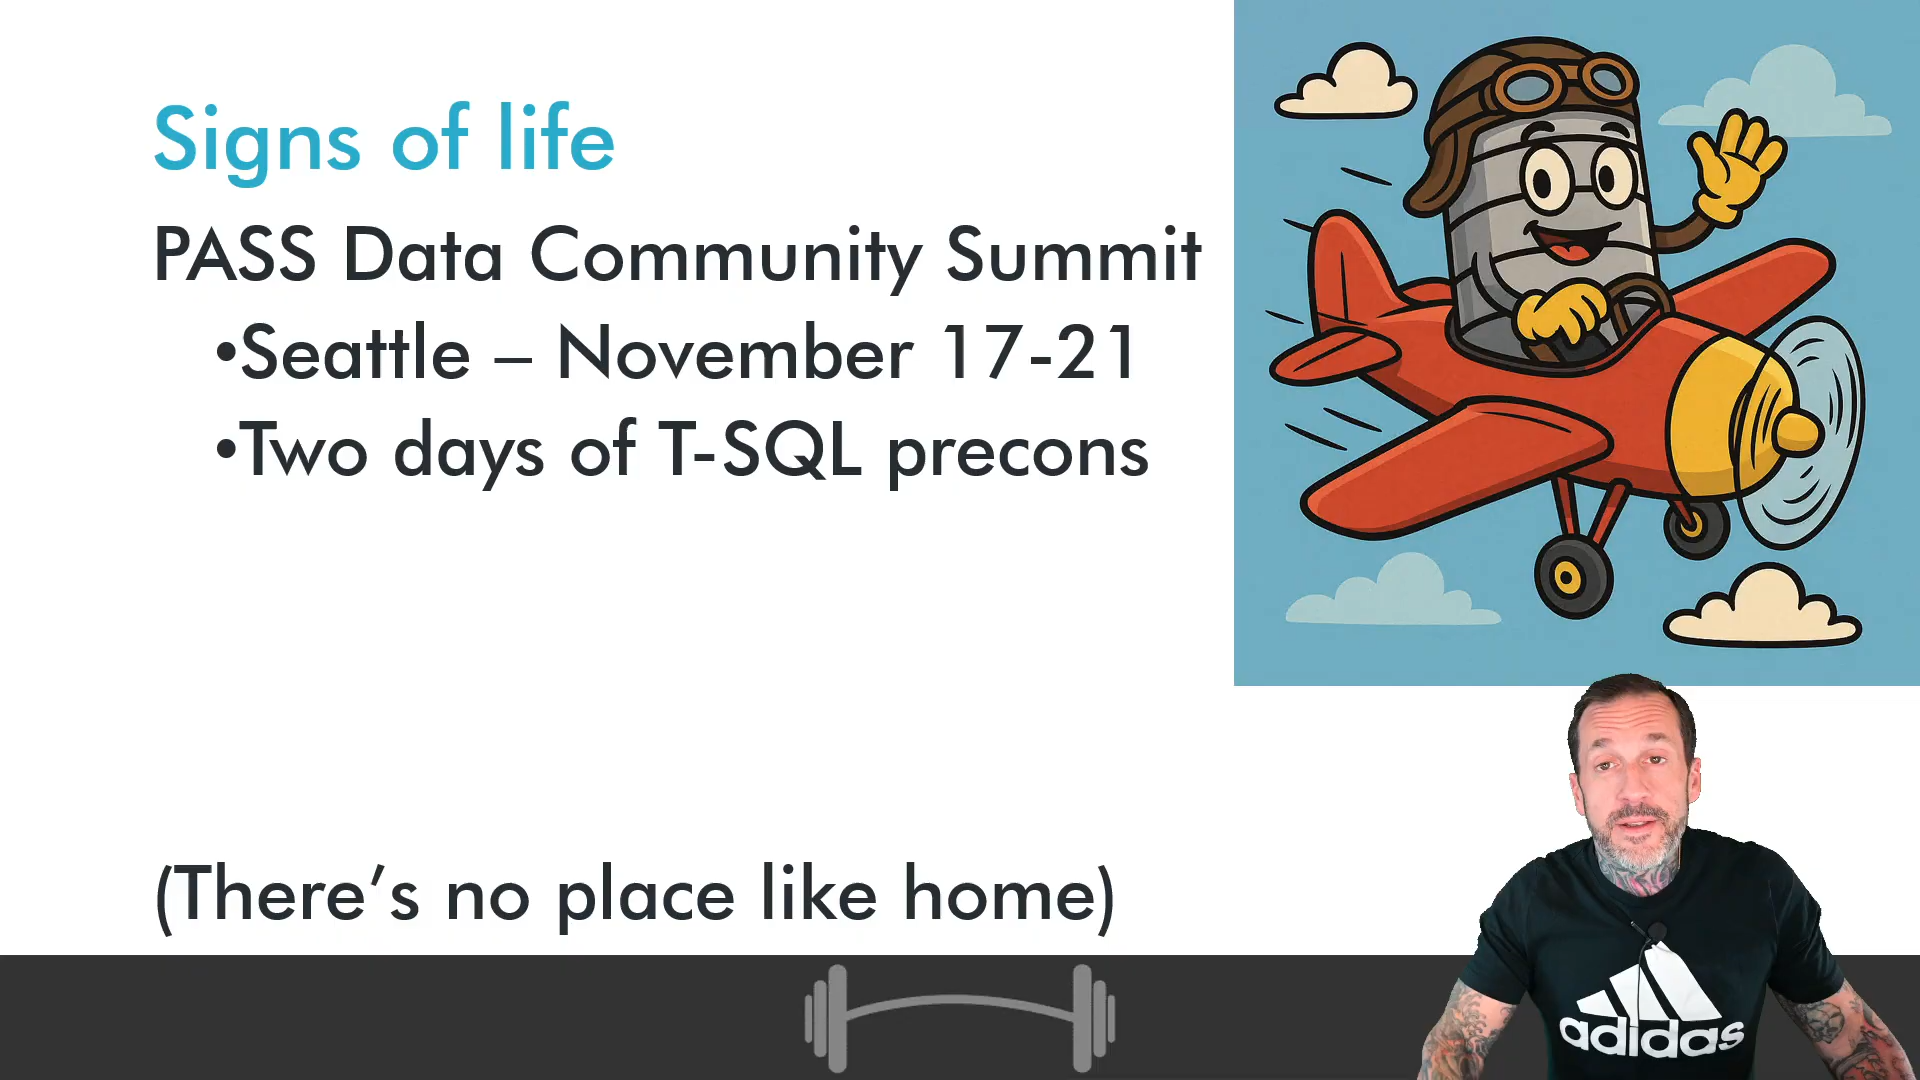 Signs of life
PASS Data Community Summit
•Seattle – November 17-21
•Two days of T-SQL precons
(There’s no place like home)
adidas